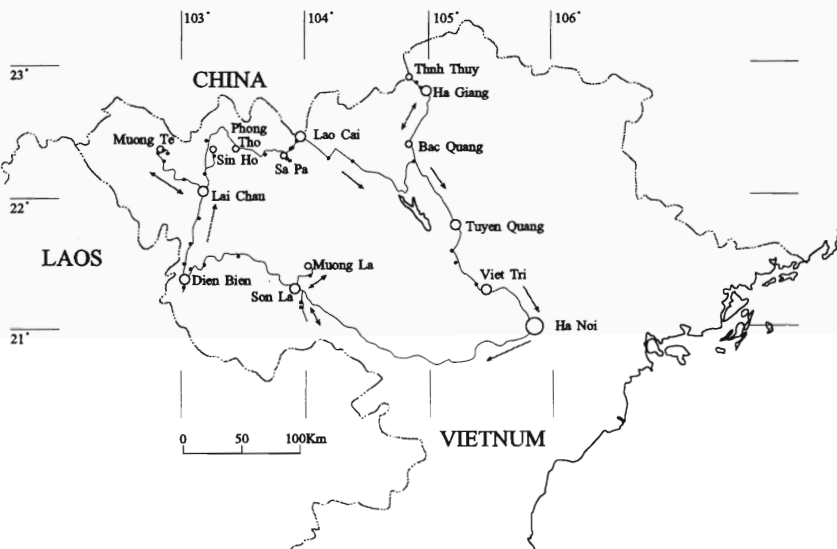 103˚
104˚
105˚
106˚
23˚
CHINA
Thnh Thuy
Ha Giang
Muong Te
Phong
Tho
Lao Cai
Bac Quang
Sin Ho
Sa Pa
Lai Chau
22˚
Tuyen Quang
LAOS
Muong La
Dien Bien
Viet Tri
Son La
21˚
Ha Noi
VIETNUM
0 50 100Km